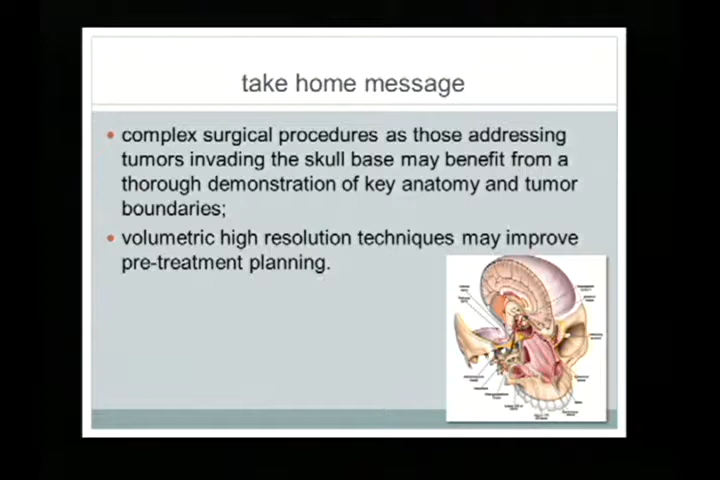 take home message
• complex surgical procedures as those addressing
tumors invading the skull base may benefit from a
thorough demonstration of key anatomy and tumor
boundaries;
• volumetric high resolution techniques may improve
pre-treatment planning.